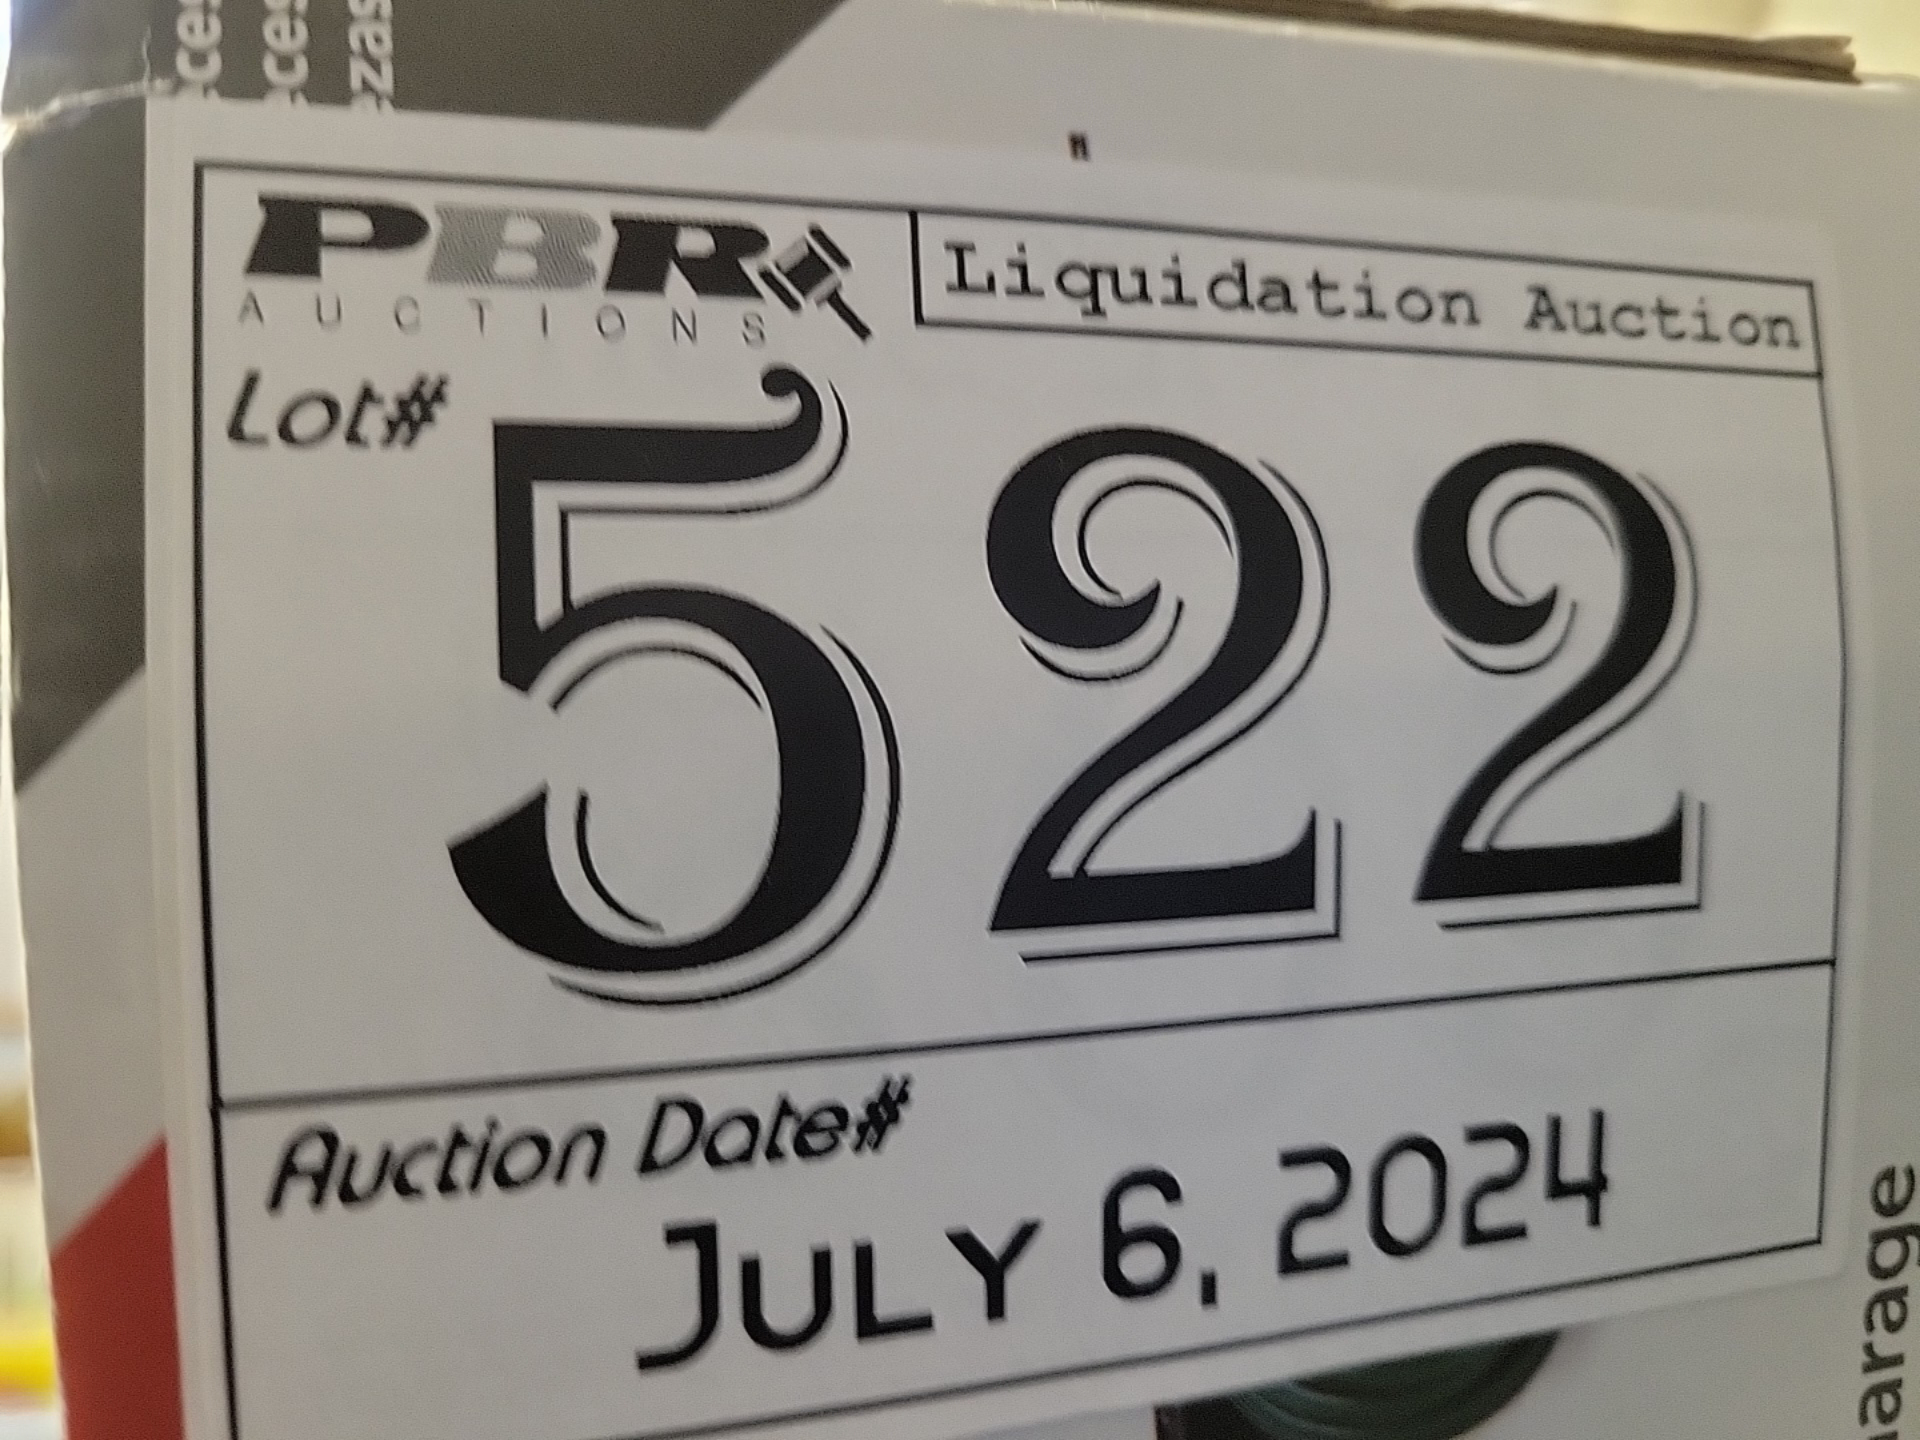 PBR
AUCTIONS
Liquidation Auction
Lot#
522
Auction Date#
JULY 6, 2024